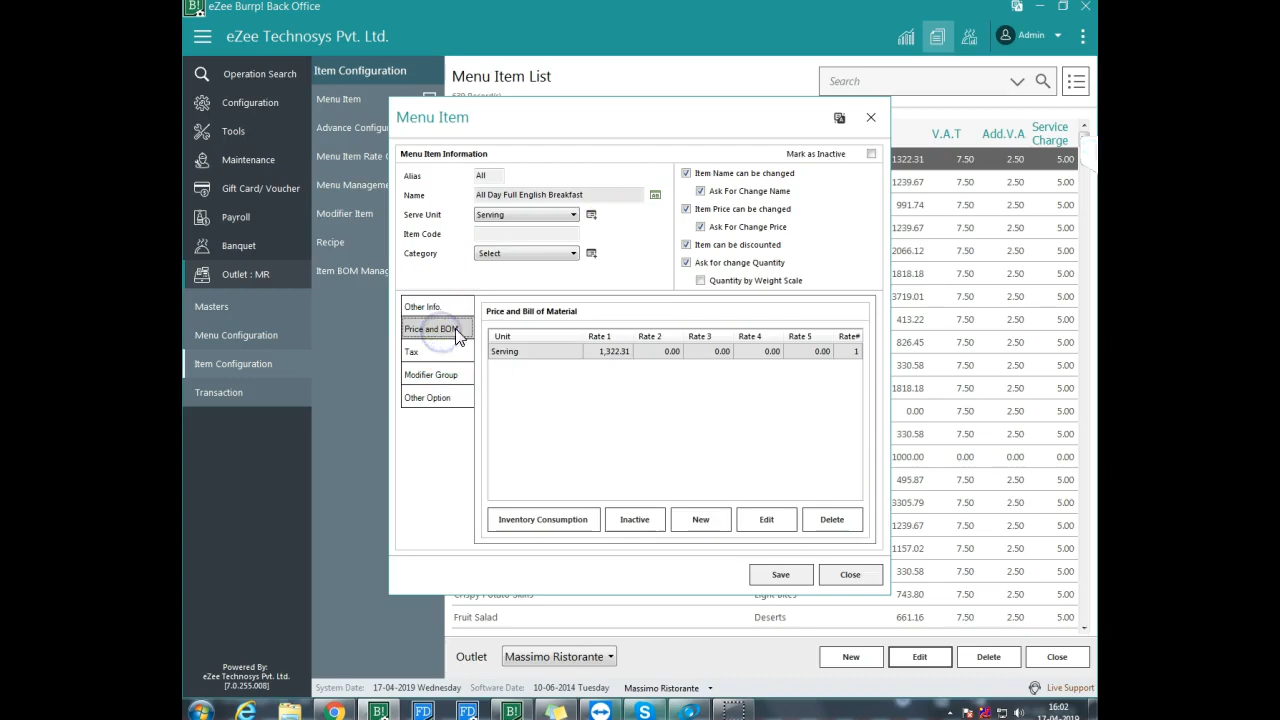 eZee Burrp! Back Office
eZee Technosys Pvt. Ltd.
Admin
Operation Search
Configuration
Tools
Maintenance
Gift Card/ Voucher
Payroll
Banquet
Outlet : MR
Masters
Menu Configuration
Item Configuration
Transaction
Powered By:
eZee Technosys Pvt. Ltd.
[7.0.255.008]
Item Configuration
Menu Item
Advance Configu
Menu Item Rate
Menu Manageme
Modifier Item
Recipe
Item BOM Manag
Menu Item List
Search
V.A.T Add.V.A Service Charge
1322.31 7.50 2.50 5.00
1239.67 7.50 2.50 5.00
991.74 7.50 2.50 5.00
1239.67 7.50 2.50 5.00
2066.12 7.50 2.50 5.00
1818.18 7.50 2.50 5.00
3719.01 7.50 2.50 5.00
413.22 7.50 2.50 5.00
826.45 7.50 2.50 5.00
330.58 7.50 2.50 5.00
1818.18 7.50 2.50 5.00
0.00 7.50 2.50 5.00
330.58 7.50 2.50 5.00
1000.00 0.00 0.00 0.00
495.87 7.50 2.50 5.00
3305.79 7.50 2.50 5.00
1239.67 7.50 2.50 5.00
1157.02 7.50 2.50 5.00
330.58 7.50 2.50 5.00
743.80 7.50 2.50 5.00
Fruit Salad Deserts 661.16 7.50 2.50 5.00
Menu Item
Menu Item Information
Mark as Inactive
Alias All
Name All Day Full English Breakfast
Serve Unit Serving
Item Code
Category Select
Item Name can be changed
Ask For Change Name
Item Price can be changed
Ask For Change Price
Item can be discounted
Ask for change Quantity
Quantity by Weight Scale
Other Info.
Price and BOM
Tax
Modifier Group
Other Option
Price and Bill of Material
Unit Rate 1 Rate 2 Rate 3 Rate 4 Rate 5 Rate#
Serving 1,322.31 0.00 0.00 0.00 0.00 1
Inventory Consumption Inactive New Edit Delete
Save Close
Outlet Massimo Ristorante New Edit Delete Close
System Date: 17-04-2019 Wednesday Software Date: 10-06-2014 Tuesday Massimo Ristorante Live Support
16:02
17-04-2019